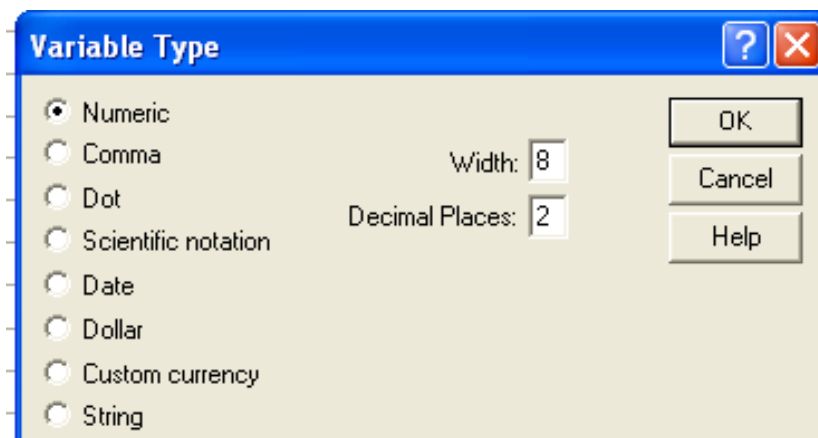 Variable Type
Numeric
Comma
Dot
Scientific notation
Date
Dollar
Custom currency
String
Width: 8
Decimal Places: 2
OK
Cancel
Help